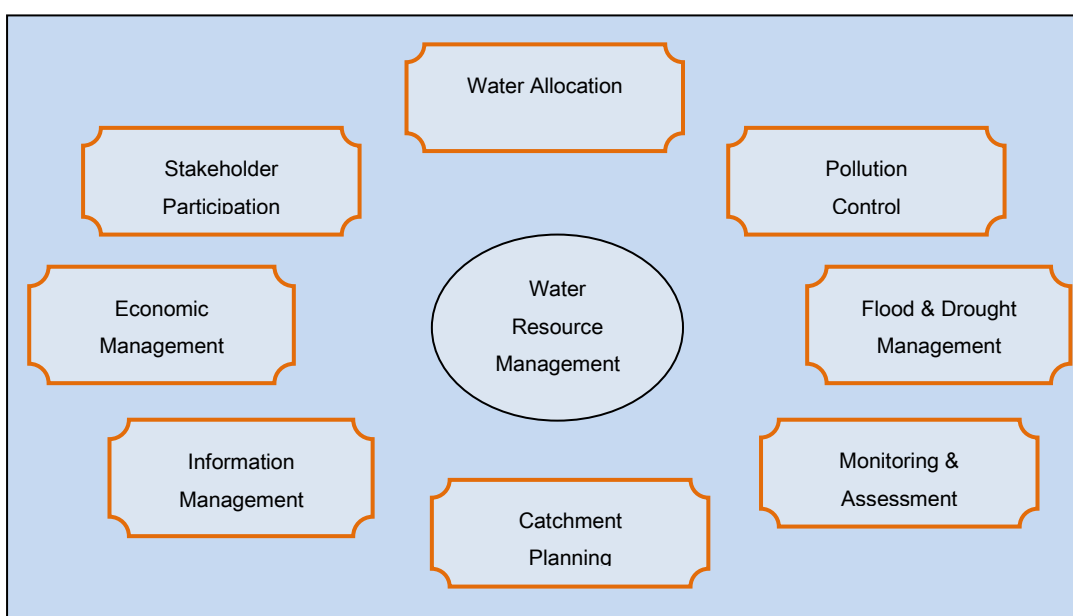 Water Allocation
Stakeholder
Participation
Pollution
Control
Water
Resource
Management
Economic
Management
Flood & Drought
Management
Information
Management
Monitoring &
Assessment
Catchment
Planning